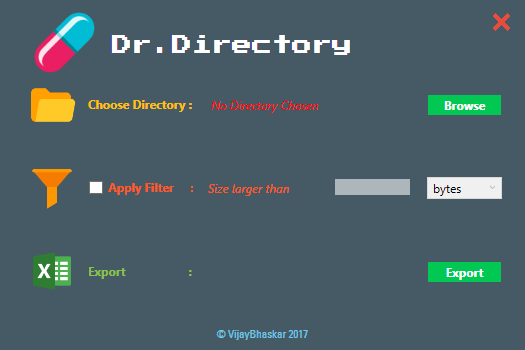 Dr.Directory
Choose Directory : No Directory Chosen Browse
Apply Filter : Size larger than bytes
X Export : Export
© VijayBhaskar 2017